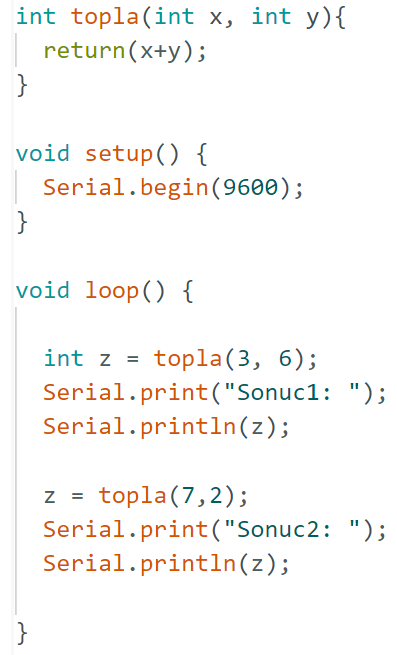 int topla(int x, int y){
  return(x+y);
}

void setup() {
  Serial.begin(9600);
}

void loop() {

  int z = topla(3, 6);
  Serial.print("Sonuc1: ");
  Serial.println(z);

  z = topla(7,2);
  Serial.print("Sonuc2: ");
  Serial.println(z);

}